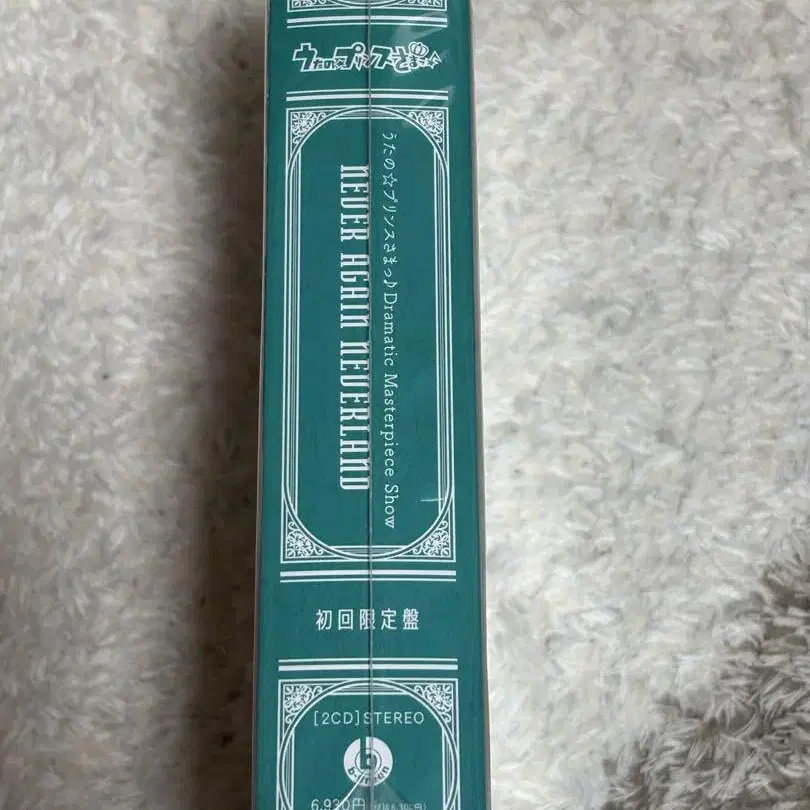 うたの☆プリンスさまっ♪
うたの☆プリンスさまっ♪Dramatic Masterpiece Show
NEVER AGAIN NEVERLAND
初回限定盤
[2CD]STEREO
6,930円